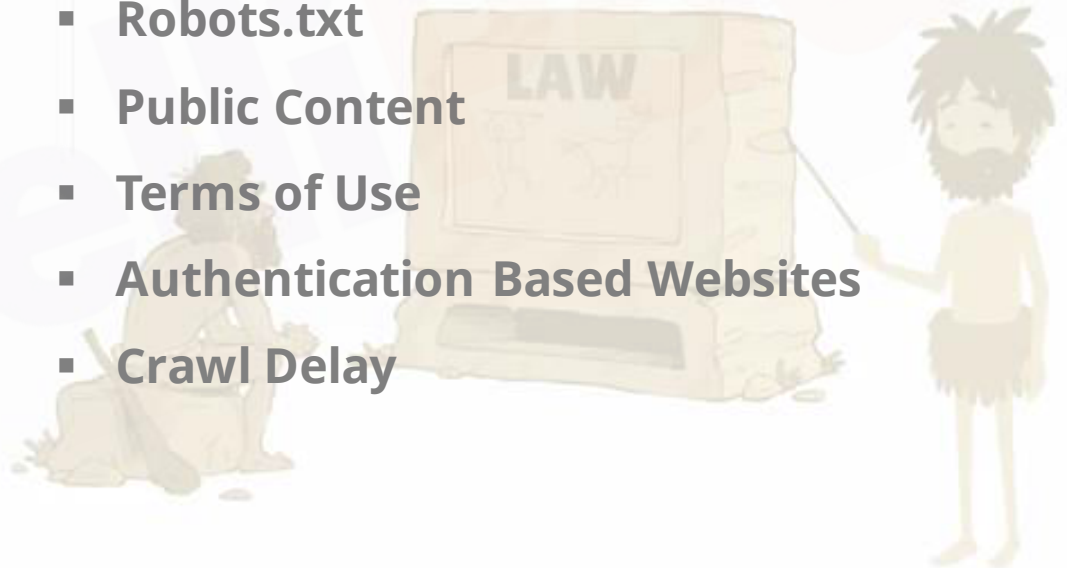 ▪ Robots.txt
LAW
▪ Public Content
▪ Terms of Use
▪ Authentication Based Websites
▪ Crawl Delay